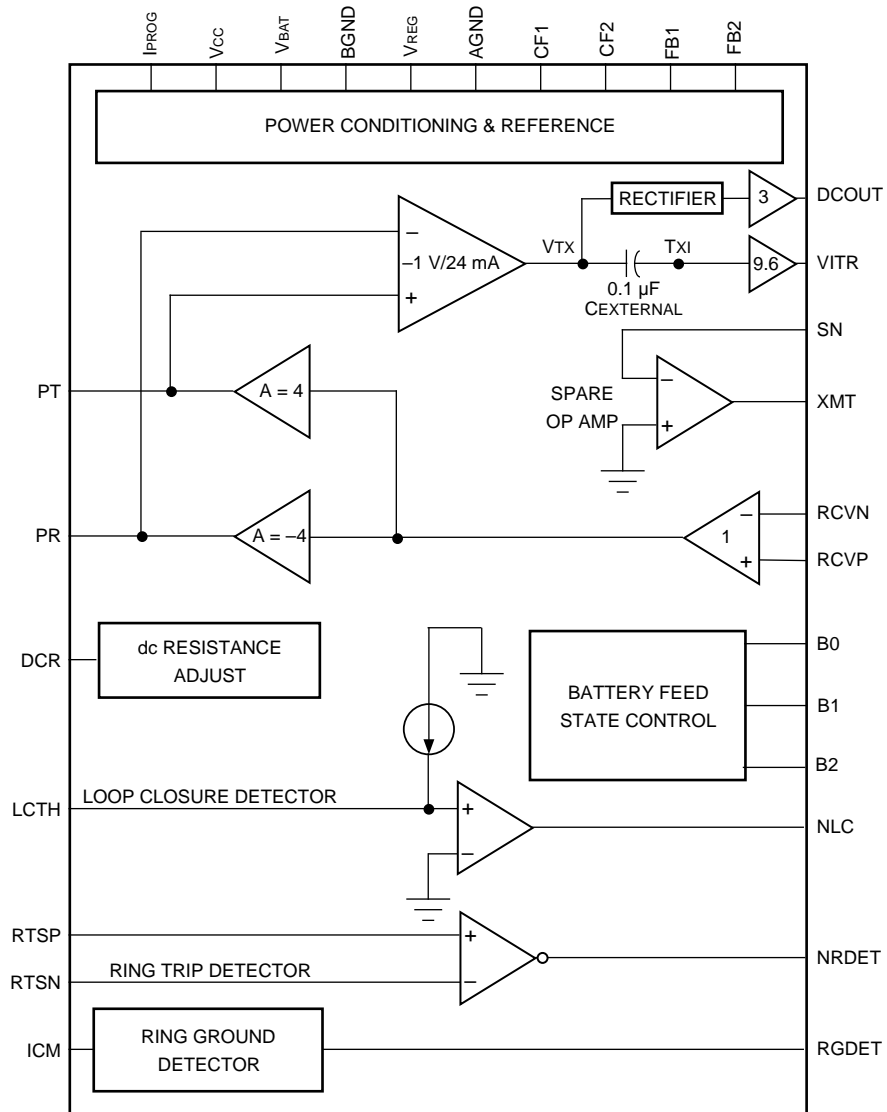 IPROG VCC VBAT BGND VREG AGND CF1 CF2 FB1 FB2
POWER CONDITIONING & REFERENCE
RECTIFIER
3
DCOUT
–
–1 V/24 mA
+
VTX
TXI
9.6
VITR
0.1 µF
CEXTERNAL
SN
PT
A = 4
SPARE
OP AMP
–
+
XMT
PR
A = –4
1
–
+
RCVN
RCVP
DCR
dc RESISTANCE
ADJUST
BATTERY FEED
STATE CONTROL
B0
B1
B2
LCTH
LOOP CLOSURE DETECTOR
+
–
NLC
RTSP
+
NRDET
RTSN
RING TRIP DETECTOR
–
ICM
RING GROUND
DETECTOR
RGDET